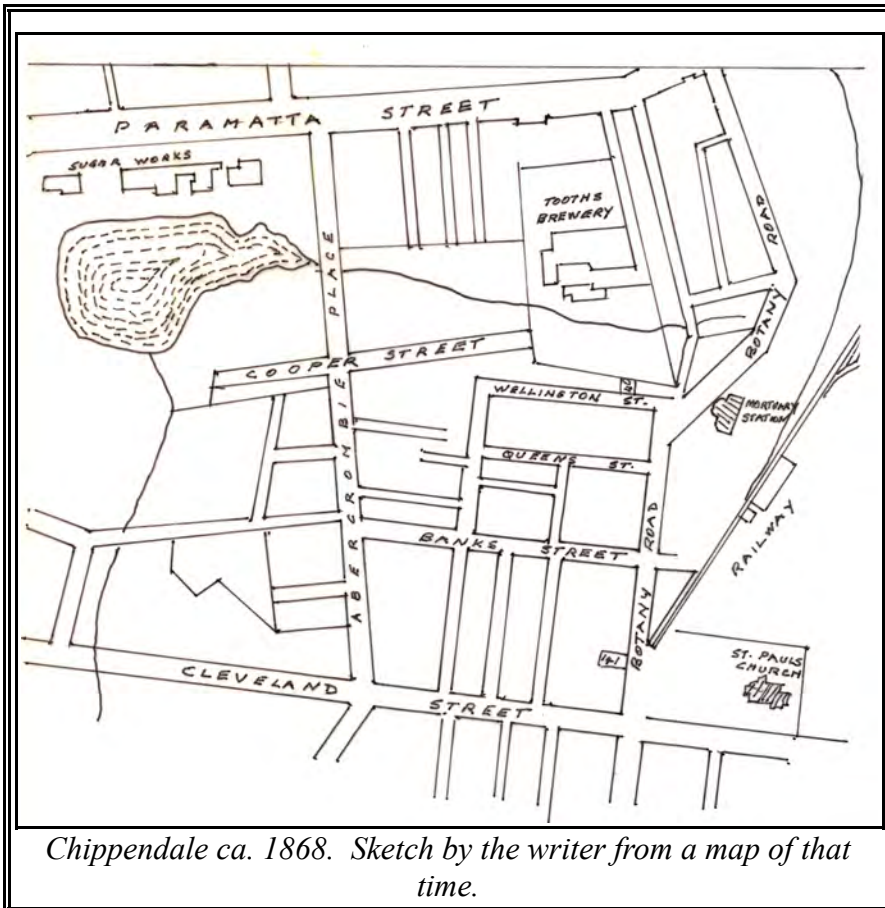 PARAMATTA STREET
SUGAR WORKS
TOOTHS
BREWERY
ABERCROMBIE PLACE
BOTANY ROAD
COOPER STREET
WELLINGTON ST.
40
MORTUARY
STATION
QUEENS ST.
BANKS STREET
BOTANY ROAD
RAILWAY
141
ST. PAULS
CHURCH
CLEVELAND STREET
Chippendale ca. 1868. Sketch by the writer from a map of that
time.